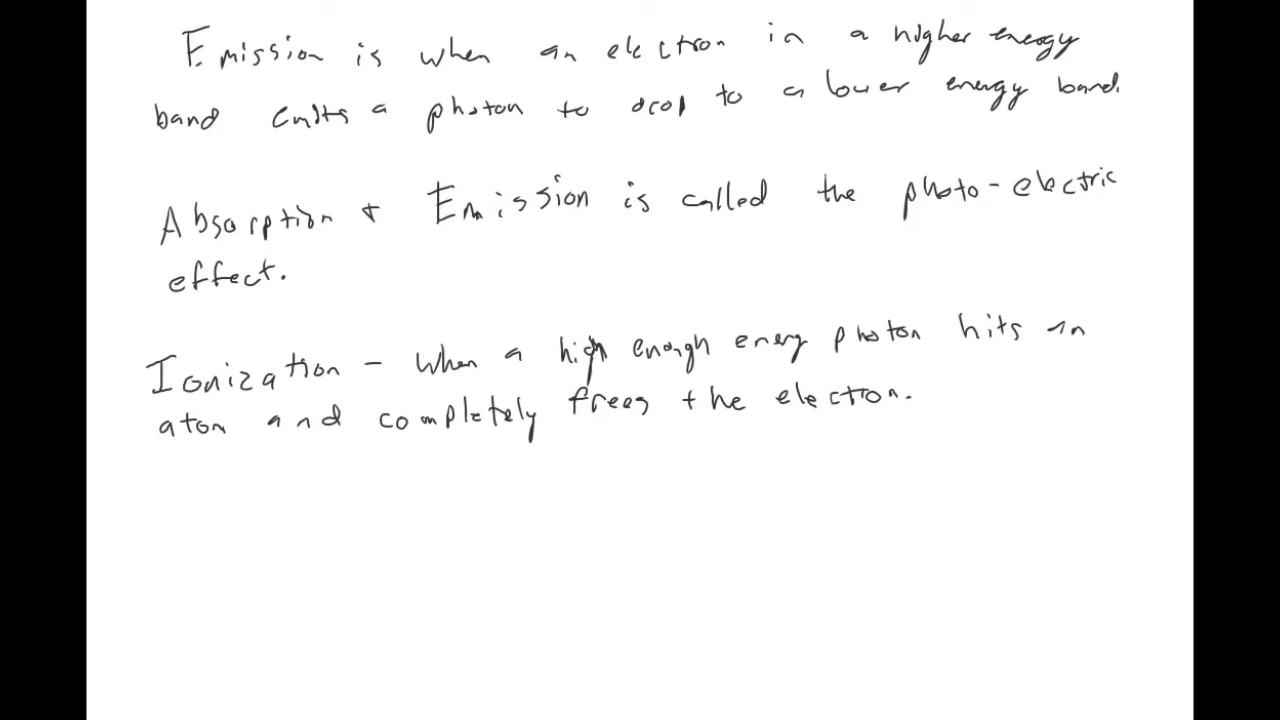 Emission is when an electron in a higher energy
band emits a photon to drop to a lower energy band.
Absorption + Emission is called the photo-electric
effect.
Ionization - when a high enough energy photon hits an
atom and completely frees the electron.